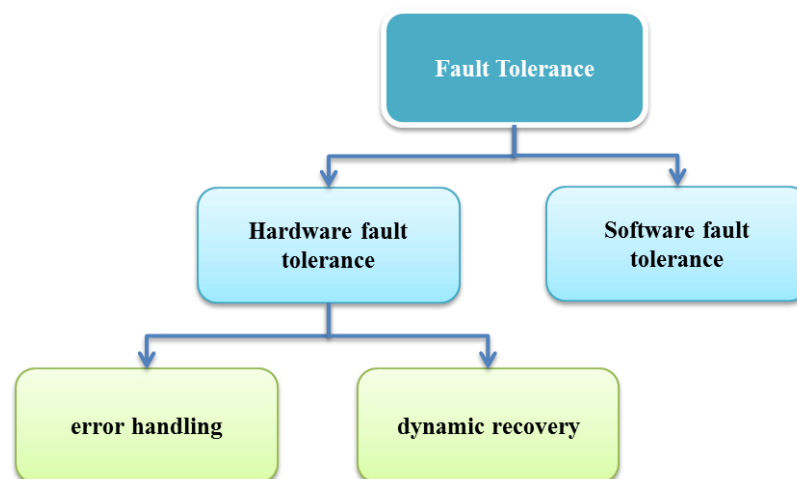 Fault Tolerance
Hardware fault
tolerance
Software fault
tolerance
error handling
dynamic recovery